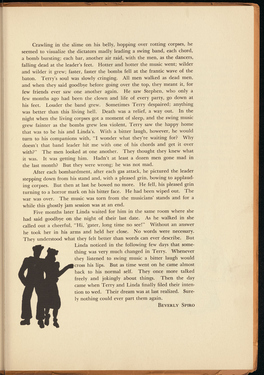 Crawling in the slime on his belly, hopping over rotting corpses, he
seemed to visualize the dictators madly leading a swing band, each chord,
a bomb bursting; each bar, another air raid, with the men, as the dancers,
falling dead at the leader's feet. Hotter and hotter the music went; wilder
and wilder it grew; faster, faster the bombs fell at the frantic wave of the
baton. Terry's soul was slowly cringing. All men walked as dead men,
and when they said goodbye before going over the top, they meant it, for
few friends ever saw one another again. He saw Stephen, who only a
few months ago had been the clown and life of every party, go down at
his feet. Louder the band grew. Sometimes Terry despaired; anything
was better than this living hell. Death was a relief, a way out. In the
night when the living corpses got a moment of sleep, and the swing music
grew fainter as the bombs grew less violent, Terry saw the happy home
that was to be his and Linda's. With a bitter laugh, however, he would
turn to his companions with, "I wonder what they're waiting for? Why
doesn't that band leader hit me with one of his chords and get it over
with?" The men looked at one another. They thought they knew what
it was. It was getting him. Hadn't at least a dozen men gone mad in
the last month? But they were wrong; he was not mad.
After each bombardment, after each gas attack, he pictured the leader
stepping down from his stand and, with a pleased grin, bowing to applaud-
ing corpses. But then at last he bowed no more. He fell, his pleased grin
turning to a horror mark on his bitter face. He had been wiped out. The
war was over. The music was torn from the musicians' stands and for a
while this ghostly jam session was at an end.
Five months later Linda waited for him in the same room where she
had said goodbye on the night of their last date. As he walked in she
called out a cheerful, "Hi, 'gater, long time no see!" Without an answer
he took her in his arms and held her close. No words were necessary.
They understood what they felt better than words can ever describe. But
Linda noticed in the following few days that some-
thing was very much changed in Terry. Whenever
they listened to swing music a bitter laugh would
cross his lips. But as time went on he came almost
back to his normal self. They once more talked
freely and jokingly about things. Then the day
came when Terry and Linda finally filed their inten-
tion to wed. Their dream was at last realized. Sure-
ly nothing could ever part them again.
BEVERLY SPIRO